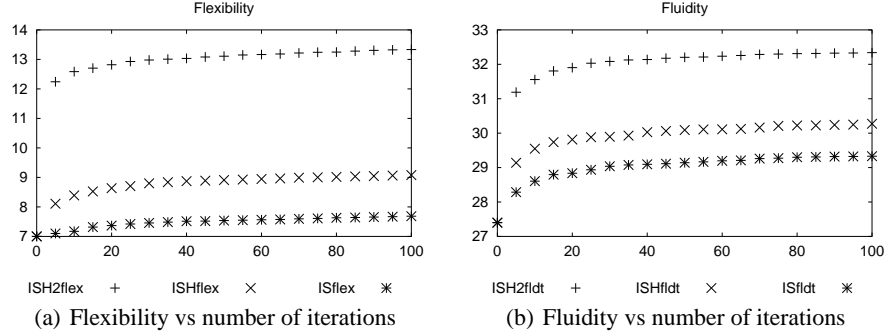 Flexibility
14
13
12
11
10
9
8
7
0 20 40 60 80 100
ISH2flex + ISHflex × ISflex ∗
(a) Flexibility vs number of iterations
Fluidity
33
32
31
30
29
28
27
0 20 40 60 80 100
ISH2fldt + ISHfldt × ISfldt ∗
(b) Fluidity vs number of iterations